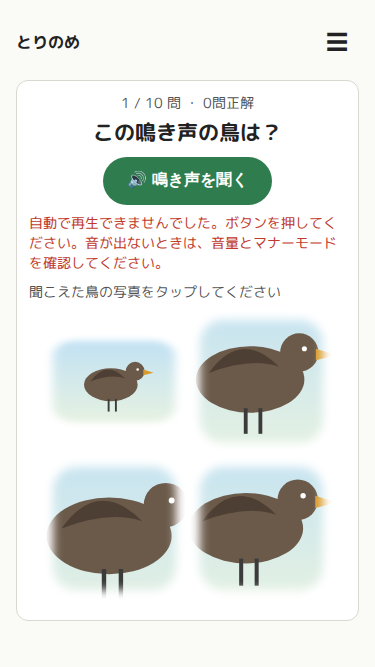 とりのめ
1 / 10 問 · 0問正解
この鳴き声の鳥は？
🔊 鳴き声を聞く
自動で再生できませんでした。ボタンを押してく
ださい。音が出ないときは、音量とマナーモード
を確認してください。
聞こえた鳥の写真をタップしてください